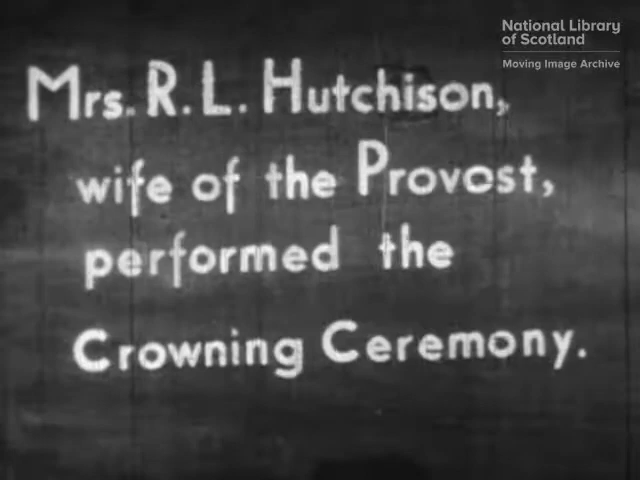 National Library
of Scotland
Moving Image Archive
Mrs. R. L. Hutchison,
wife of the Provost,
performed the
Crowning Ceremony.